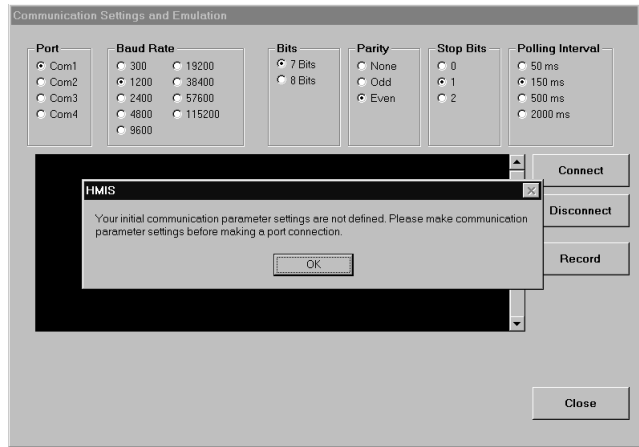 Communication Settings and Emulation
Port
Com1
Com2
Com3
Com4
Baud Rate
300
1200
2400
4800
9600
19200
38400
57600
115200
Bits
7 Bits
8 Bits
Parity
None
Odd
Even
Stop Bits
0
1
2
Polling Interval
50 ms
150 ms
500 ms
2000 ms
HMIS
Your initial communication parameter settings are not defined. Please make communication
parameter settings before making a port connection.
OK
Connect
Disconnect
Record
Close